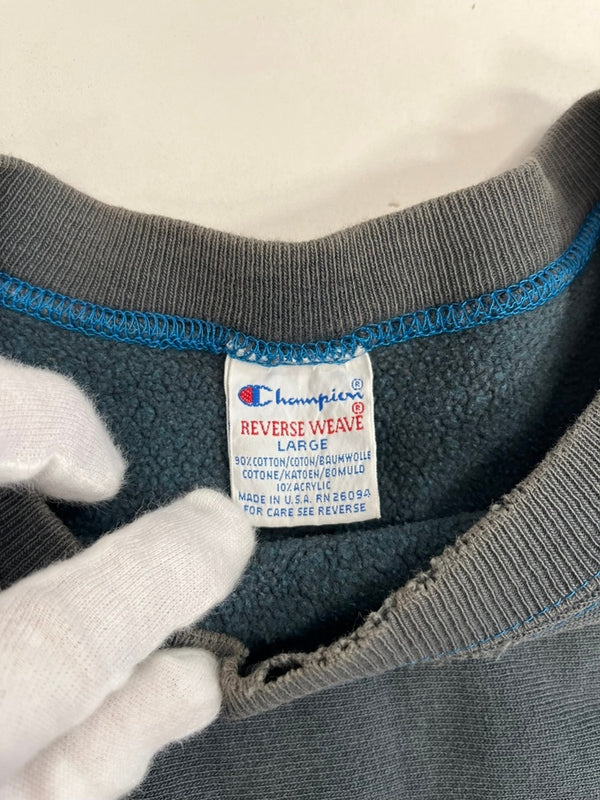 Champion®
REVERSE WEAVE®
LARGE
90% COTTON/COTON/BAUMWOLLE
COTONE/KATOEN/BOMULD
10% ACRYLIC
MADE IN U.S.A. RN 26094
FOR CARE SEE REVERSE